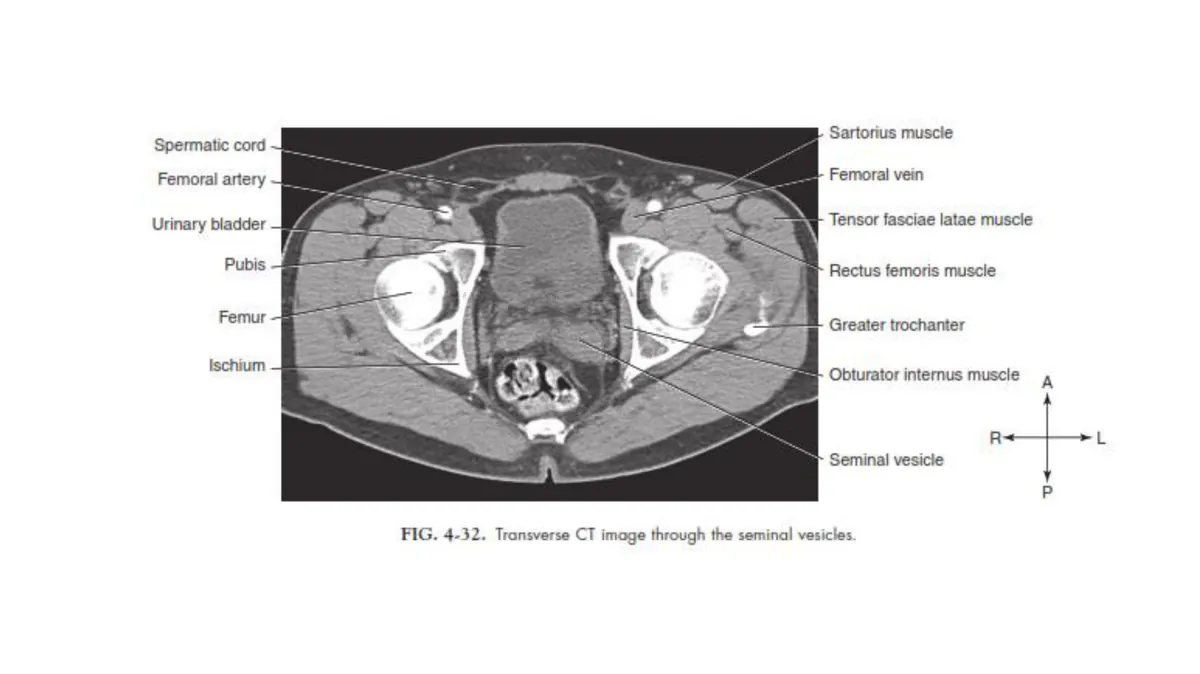 Spermatic cord
Femoral artery
Urinary bladder
Pubis
Femur
Ischium
Sartorius muscle
Femoral vein
Tensor fasciae latae muscle
Rectus femoris muscle
Greater trochanter
Obturator internus muscle
Seminal vesicle
A
R
L
P
FIG. 4-32. Transverse CT image through the seminal vesicles.